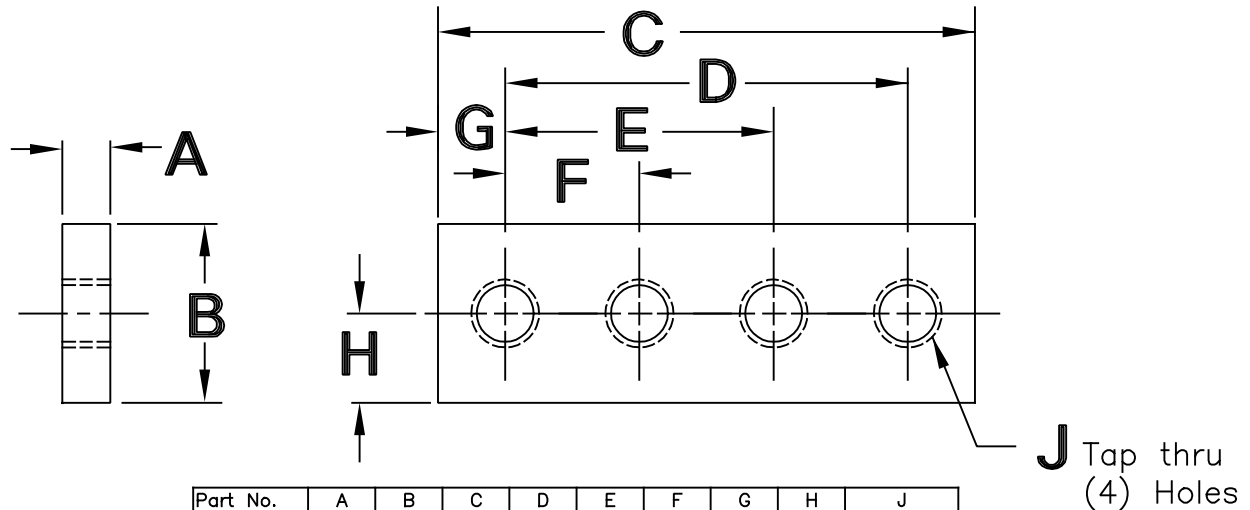 C
D
G E
A F
B
H
J Tap thru
(4) Holes
Part No. A B C D E F G H J